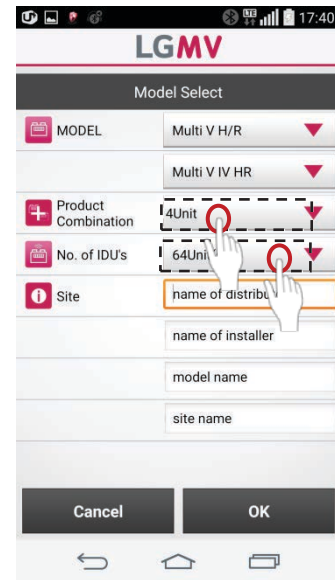 17:40
LGMV
Model Select
MODEL
Multi V H/R
Multi V IV HR
Product
Combination
4Unit
No. of IDU's
64Uni
Site
name of distribu
name of installer
model name
site name
Cancel
OK